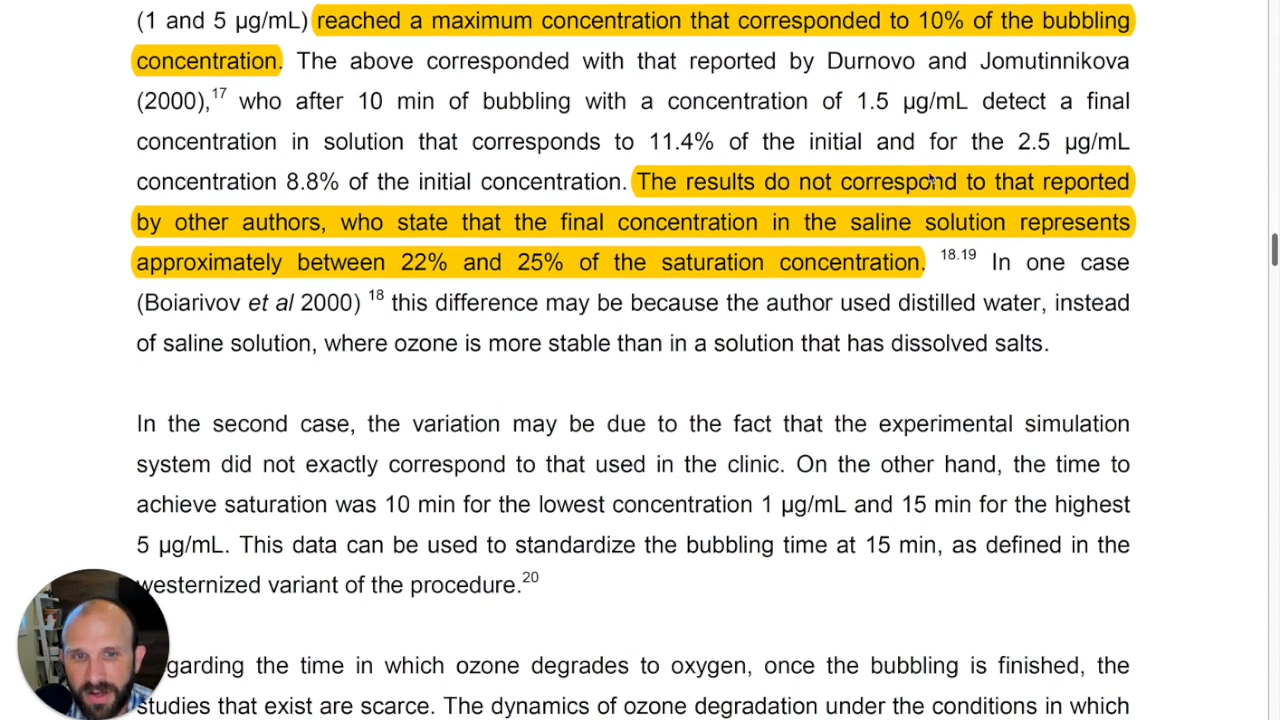 (1 and 5 µg/mL) reached a maximum concentration that corresponded to 10% of the bubbling
concentration. The above corresponded with that reported by Durnovo and Jomutinnikova
(2000),17 who after 10 min of bubbling with a concentration of 1.5 µg/mL detect a final
concentration in solution that corresponds to 11.4% of the initial and for the 2.5 µg/mL
concentration 8.8% of the initial concentration. The results do not correspond to that reported
by other authors, who state that the final concentration in the saline solution represents
approximately between 22% and 25% of the saturation concentration. 18.19 In one case
(Boiarivov et al 2000) 18 this difference may be because the author used distilled water, instead
of saline solution, where ozone is more stable than in a solution that has dissolved salts.
In the second case, the variation may be due to the fact that the experimental simulation
system did not exactly correspond to that used in the clinic. On the other hand, the time to
achieve saturation was 10 min for the lowest concentration 1 µg/mL and 15 min for the highest
5 µg/mL. This data can be used to standardize the bubbling time at 15 min, as defined in the
westernized variant of the procedure.20
garding the time in which ozone degrades to oxygen, once the bubbling is finished, the
studies that exist are scarce. The dynamics of ozone degradation under the conditions in which